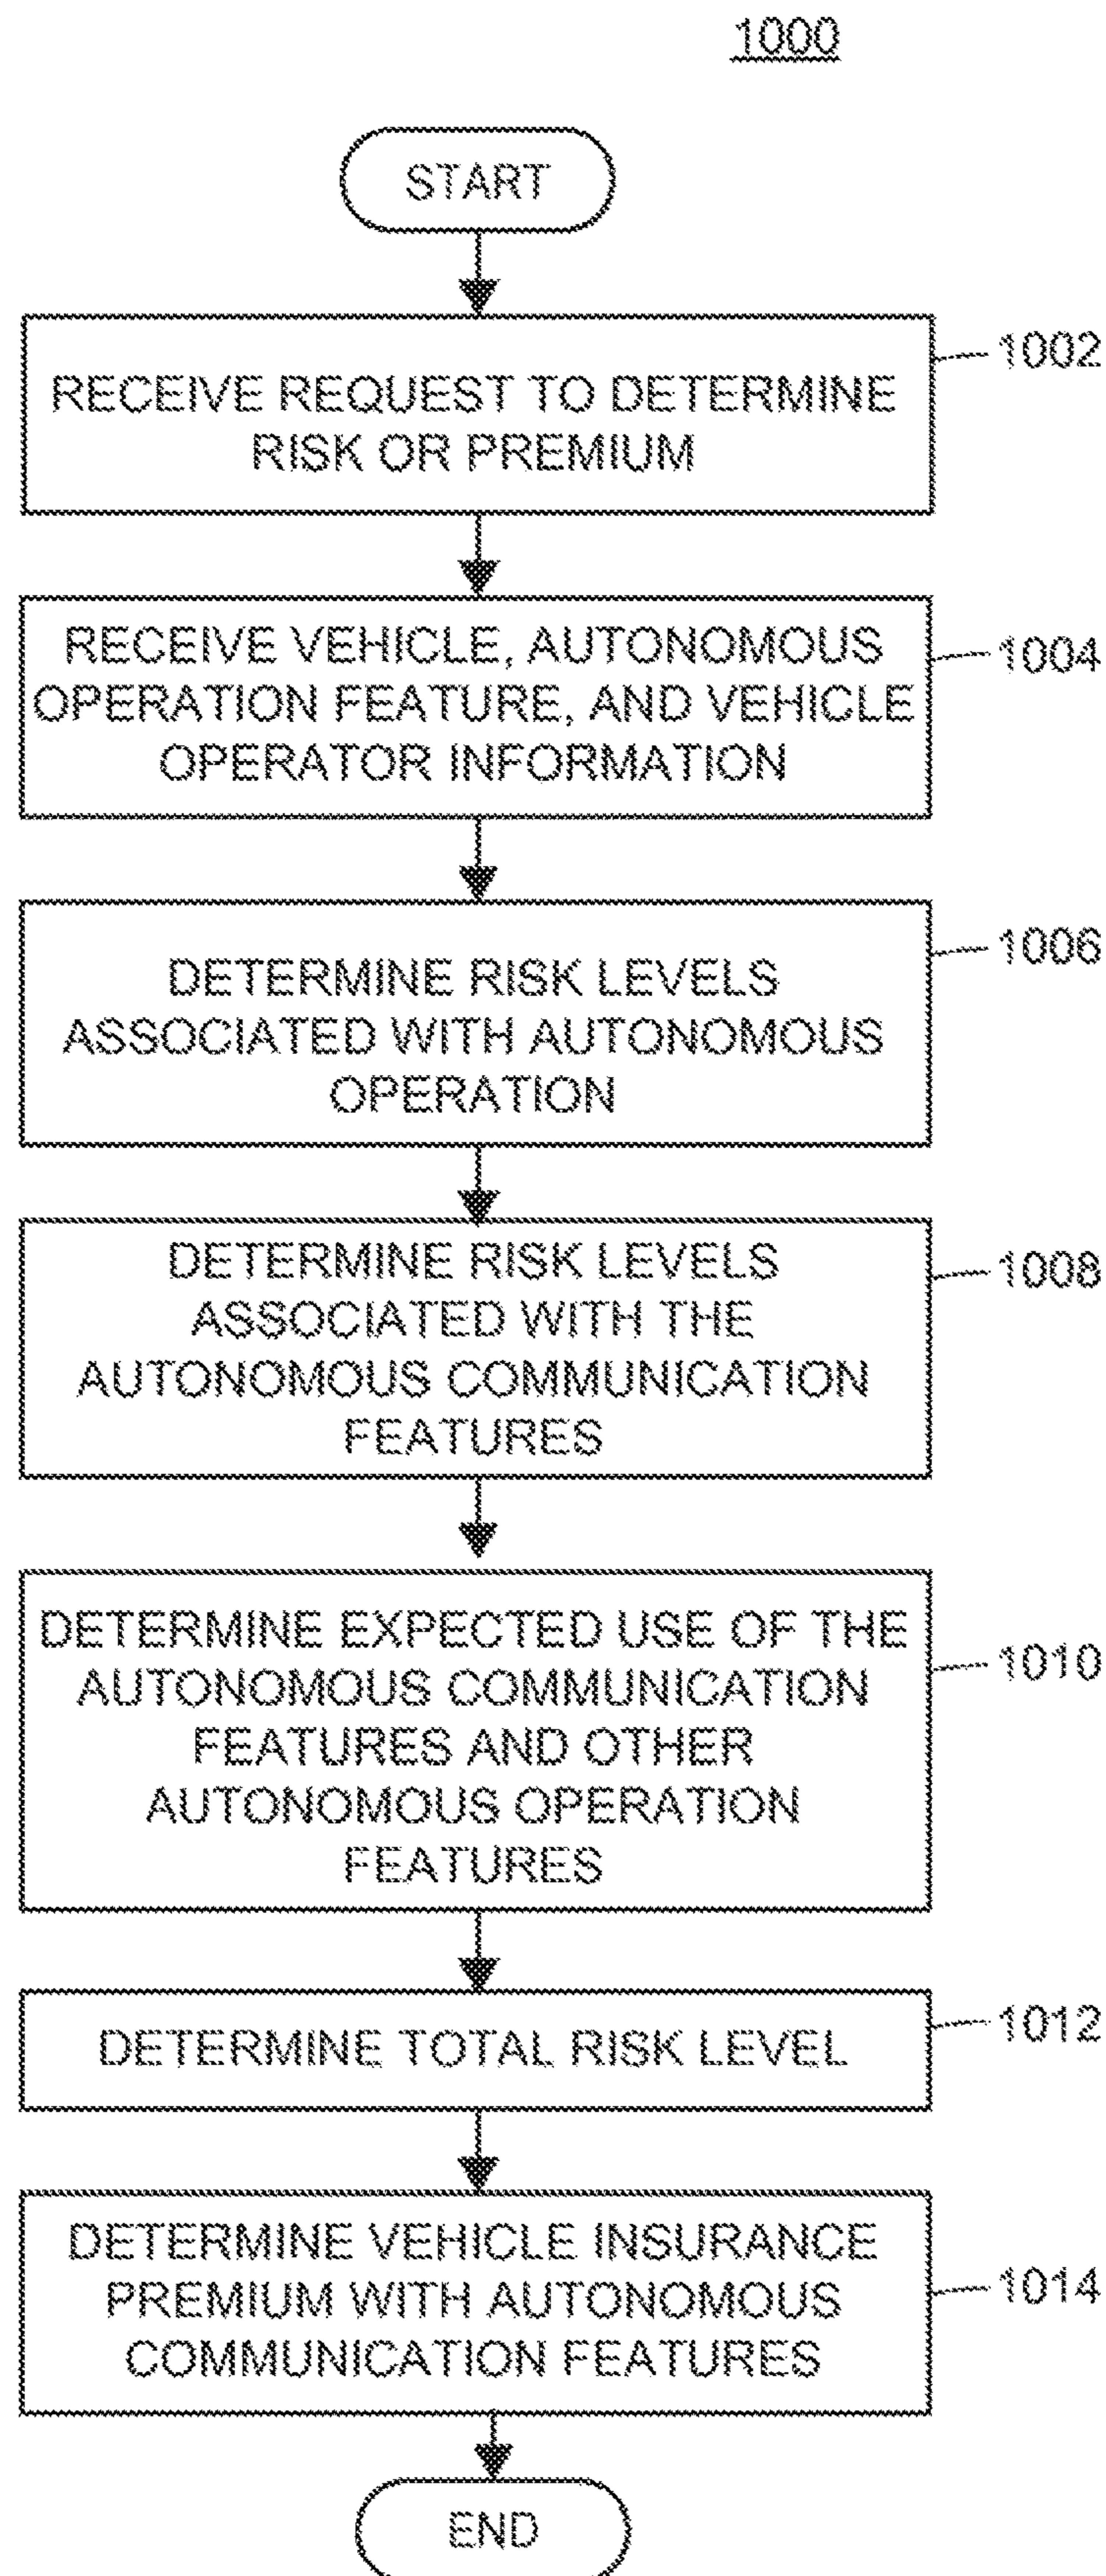 1000
START
RECEIVE REQUEST TO DETERMINE
RISK OR PREMIUM
1002
RECEIVE VEHICLE, AUTONOMOUS
OPERATION FEATURE, AND VEHICLE
OPERATOR INFORMATION
1004
DETERMINE RISK LEVELS
ASSOCIATED WITH AUTONOMOUS
OPERATION
1006
DETERMINE RISK LEVELS
ASSOCIATED WITH THE
AUTONOMOUS COMMUNICATION
FEATURES
1008
DETERMINE EXPECTED USE OF THE
AUTONOMOUS COMMUNICATION
FEATURES AND OTHER
AUTONOMOUS OPERATION
FEATURES
1010
DETERMINE TOTAL RISK LEVEL
1012
DETERMINE VEHICLE INSURANCE
PREMIUM WITH AUTONOMOUS
COMMUNICATION FEATURES
1014
END